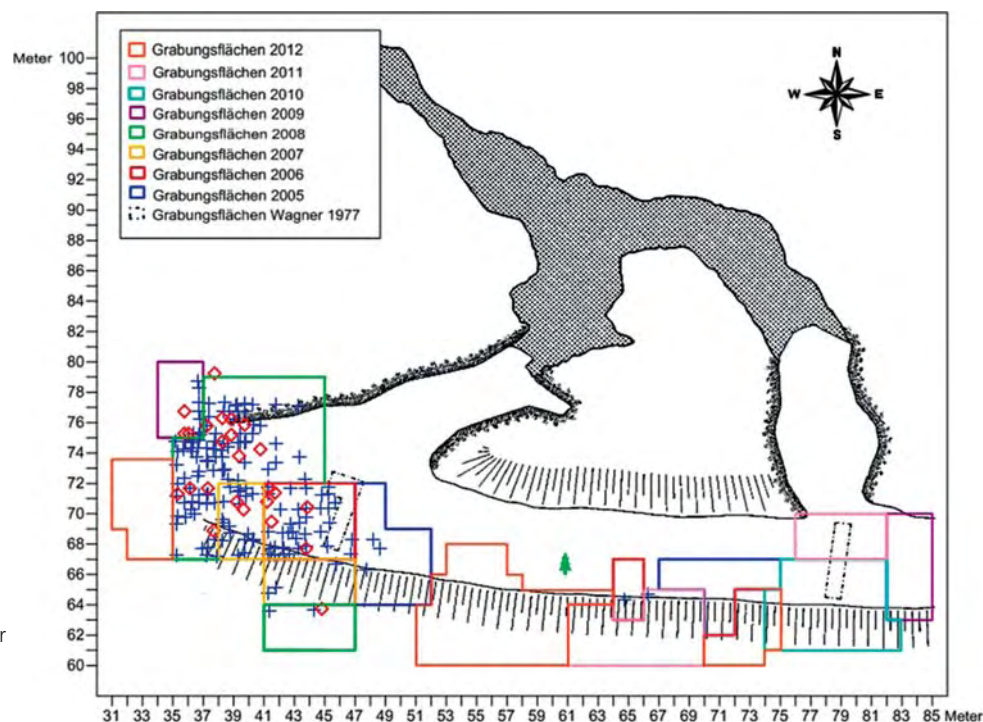 Grabungsflächen 2012
Grabungsflächen 2011
Grabungsflächen 2010
Grabungsflächen 2009
Grabungsflächen 2008
Grabungsflächen 2007
Grabungsflächen 2006
Grabungsflächen 2005
Grabungsflächen Wagner 1977
N
W E
S
Meter 100
98
96
94
92
90
88
86
84
82
80
78
76
74
72
70
68
66
64
62
60
r
31 33 35 37 39 41 43 45 47 49 51 53 55 57 59 61 63 65 67 69 71 73 75 77 79 81 83 85 Meter